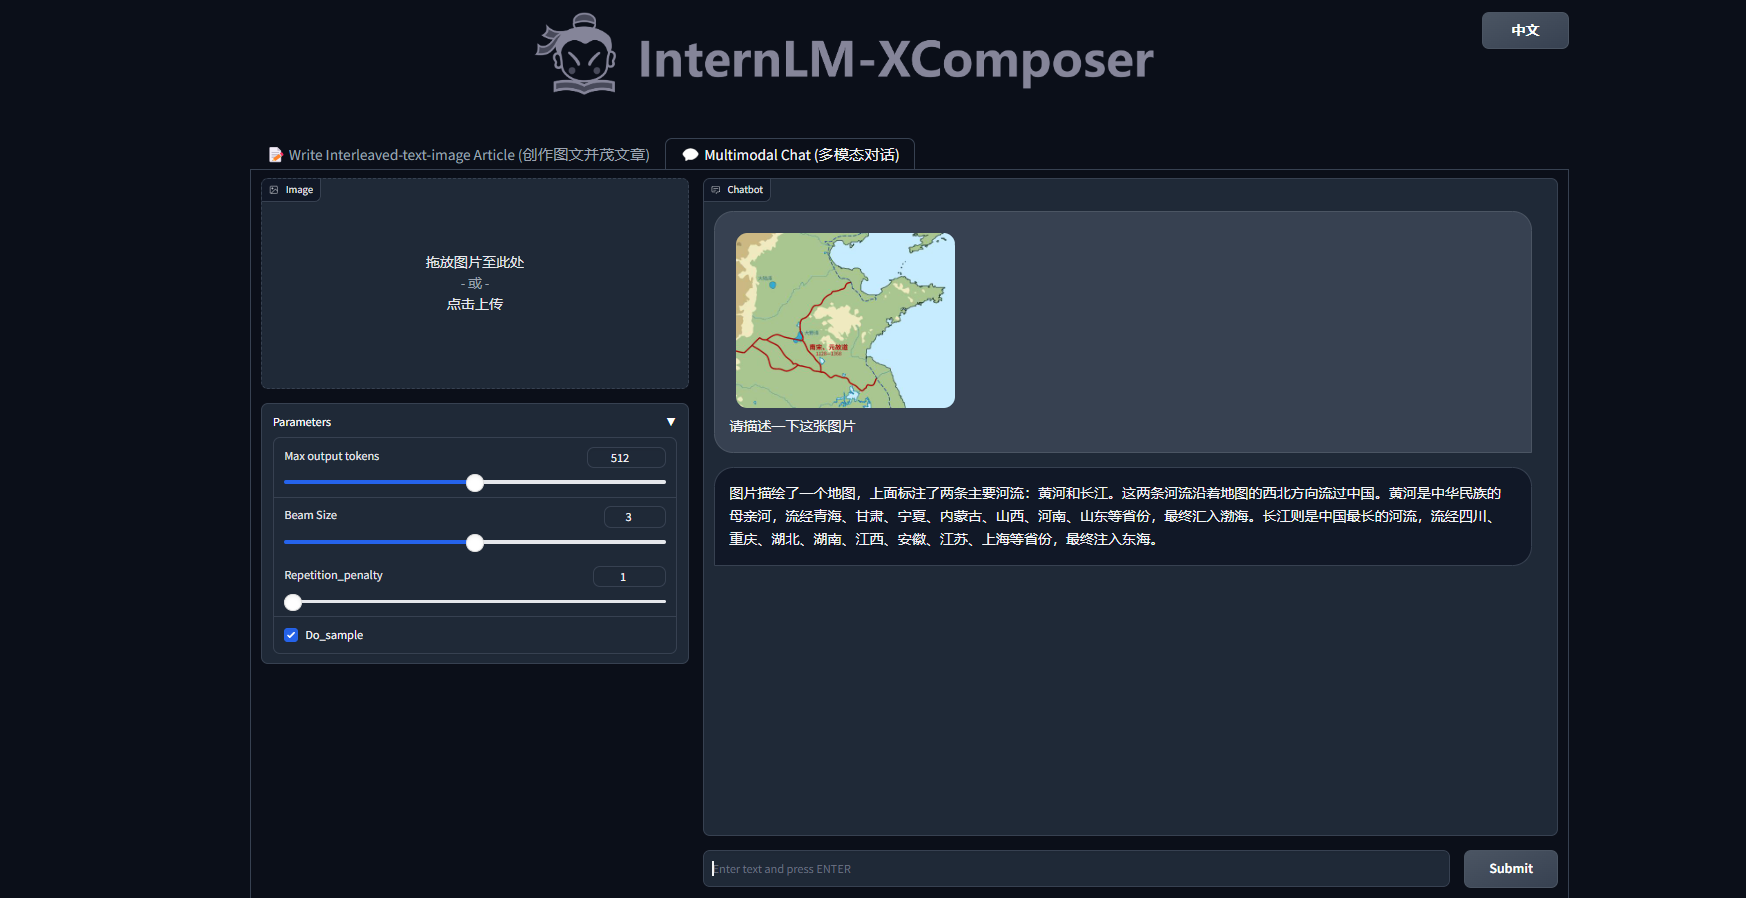 InternLM-XComposer
中文
📝 Write Interleaved-text-image Article (创作图文并茂文章)
💬 Multimodal Chat (多模态对话)
Image
拖放图片至此处
- 或 -
点击上传
Parameters
▼
Max output tokens
512
Beam Size
3
Repetition_penalty
1
Do_sample
Chatbot
请描述一下这张图片
图片描绘了一个地图，上面标注了两条主要河流：黄河和长江。这两条河流沿着地图的西北方向流过中国。黄河是中华民族的
母亲河，流经青海、甘肃、宁夏、内蒙古、山西、河南、山东等省份，最终汇入渤海。长江则是中国最长的河流，流经四川、
重庆、湖北、湖南、江西、安徽、江苏、上海等省份，最终注入东海。
Enter text and press ENTER
Submit